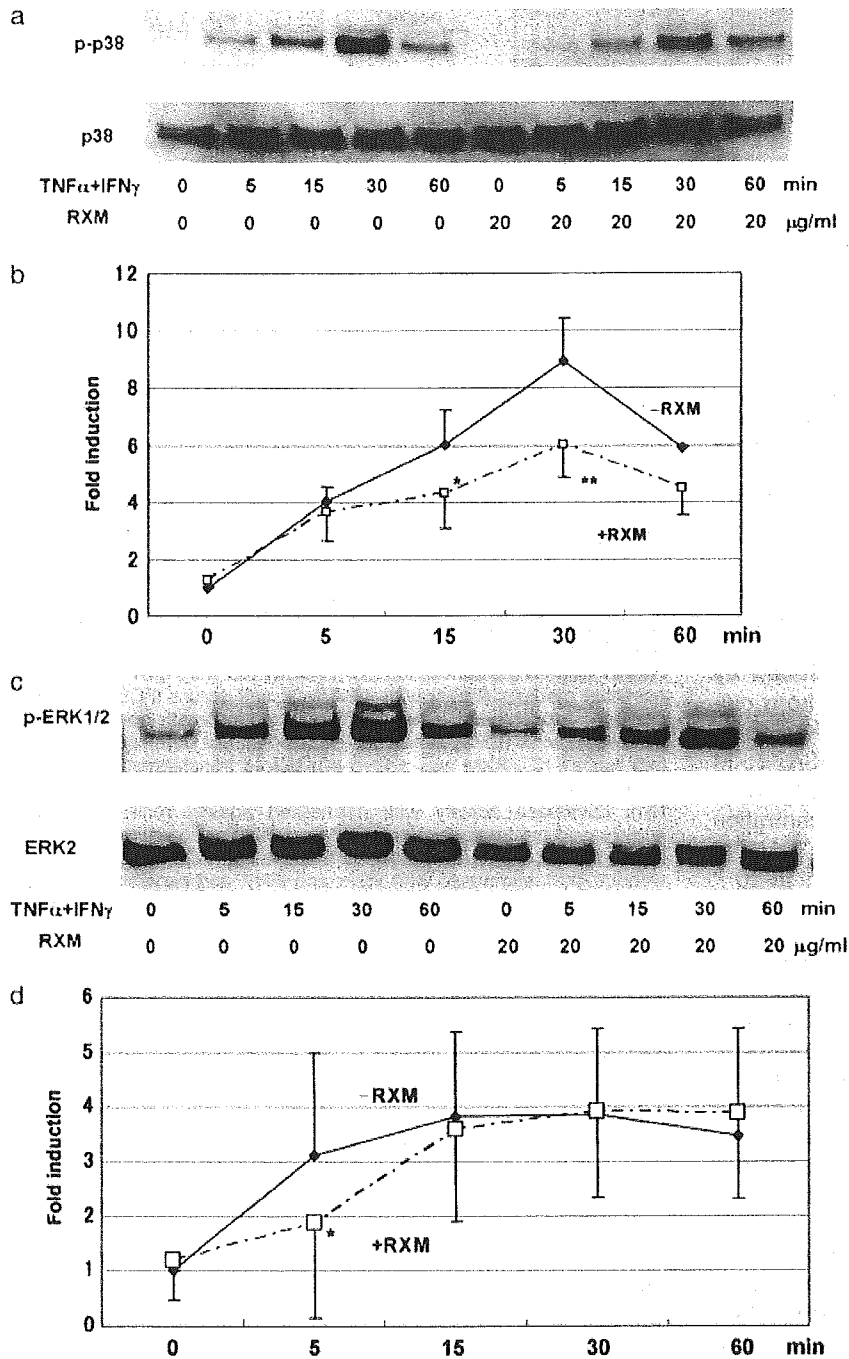 a
p-p38
p38
TNFα+IFNγ 0 5 15 30 60 0 5 15 30 60 min
RXM 0 0 0 0 0 20 20 20 20 20 μg/ml
b
12
10
8
6
4
2
0
Fold induction
–RXM
*
**
+RXM
0 5 15 30 60 min
c
p-ERK1/2
ERK2
TNFα+IFNγ 0 5 15 30 60 0 5 15 30 60 min
RXM 0 0 0 0 0 20 20 20 20 20 μg/ml
d
6
5
4
3
2
1
0
Fold induction
–RXM
*
+RXM
0 5 15 30 60 min